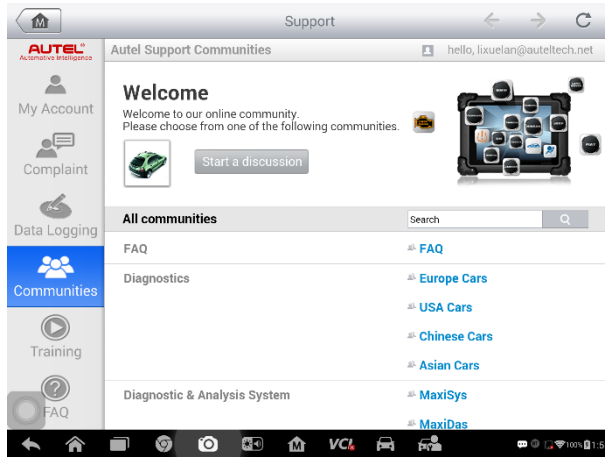 Support
AUTEL®
Automotive Intelligence
Autel Support Communities
hello, lixuelan@auteltech.net
My Account
Complaint
Data Logging
Communities
Training
FAQ
Welcome
Welcome to our online community.
Please choose from one of the following communities.
Start a discussion
All communities
Search
FAQ
FAQ
Diagnostics
Europe Cars
USA Cars
Chinese Cars
Asian Cars
Diagnostic & Analysis System
MaxiSys
MaxiDas
VCI
100%